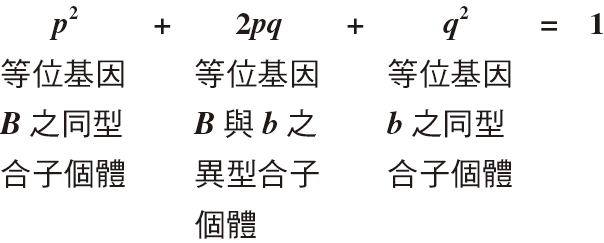 p² + 2pq + q² = 1
等位基因 等位基因 等位基因
B 之同型 B 與 b 之 b 之同型
合子個體 異型合子 合子個體
個體